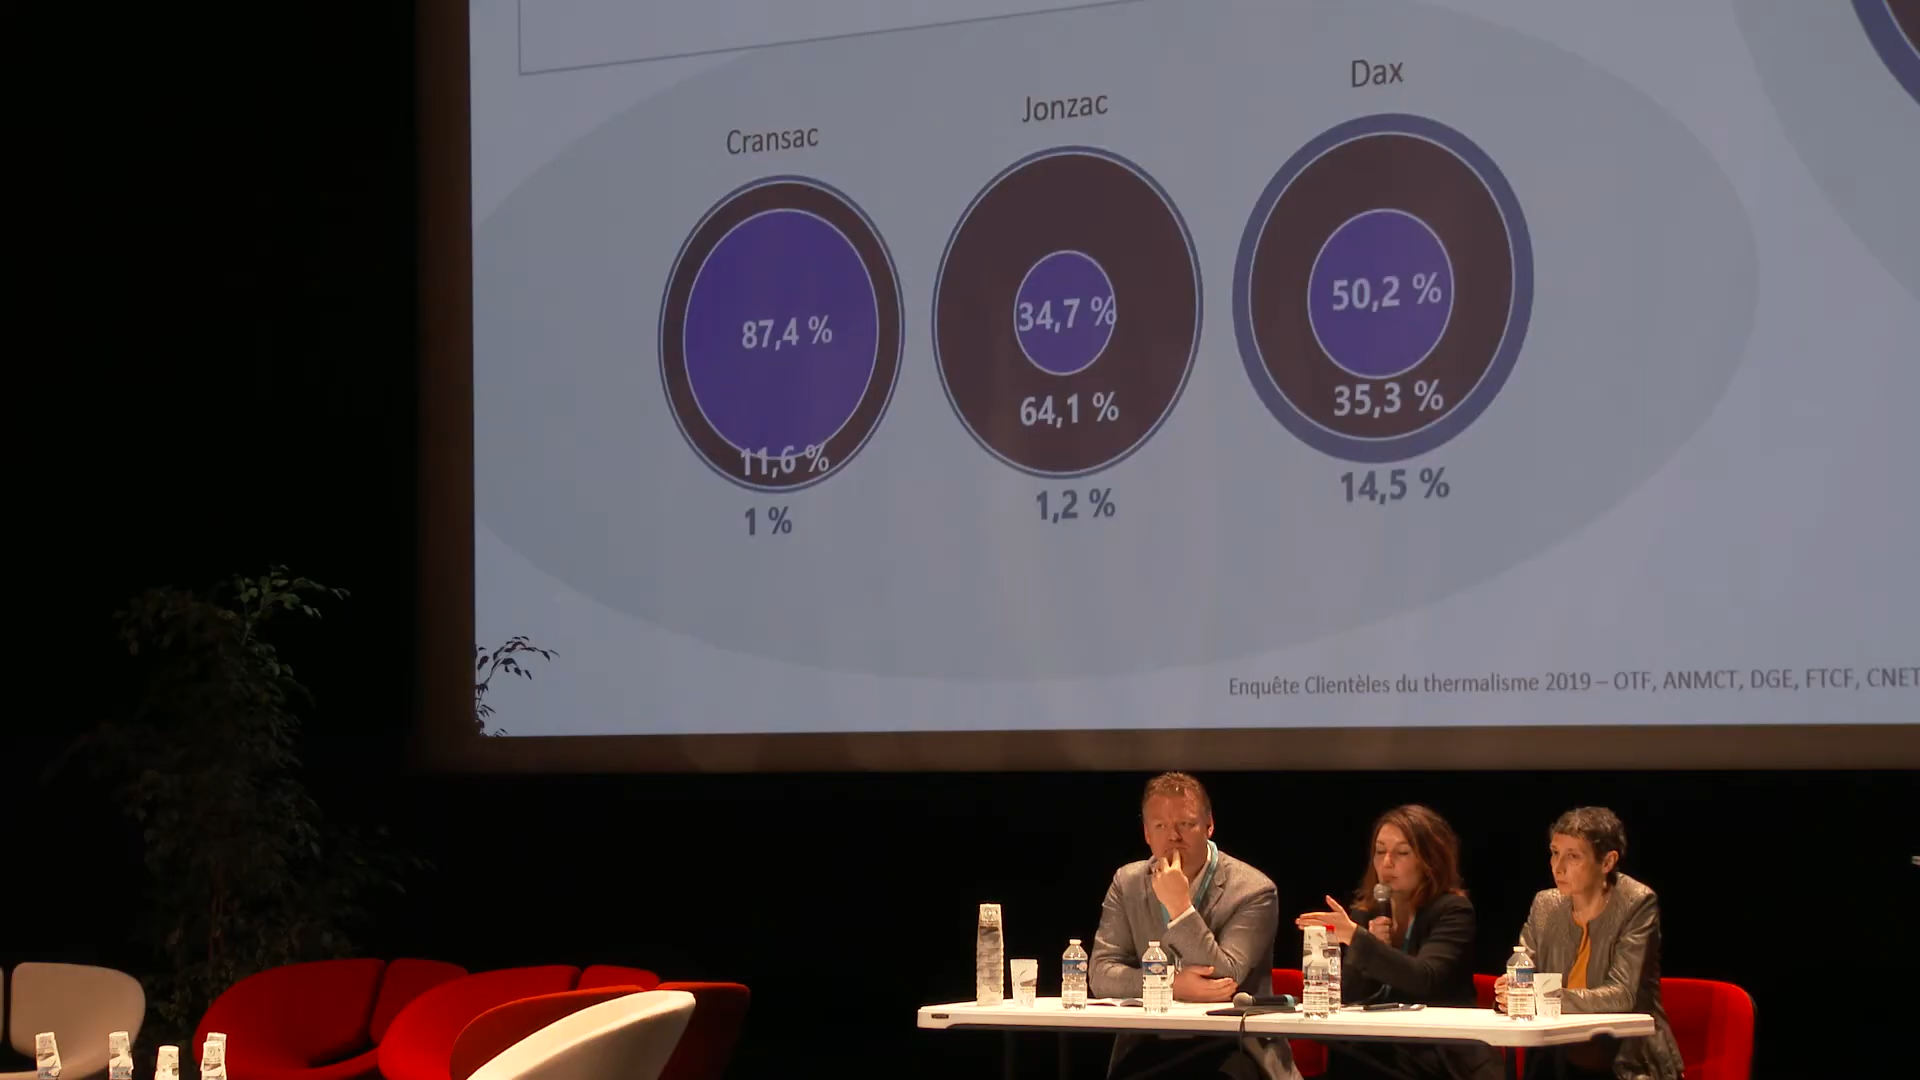 Dax
Jonzac
Cransac
87,4 %
34,7 %
50,2 %
11,6 %
64,1 %
35,3 %
1 %
1,2 %
14,5 %
Enquête Clientèles du thermalisme 2019 – OTF, ANMCT, DGE, FTCF, CNET